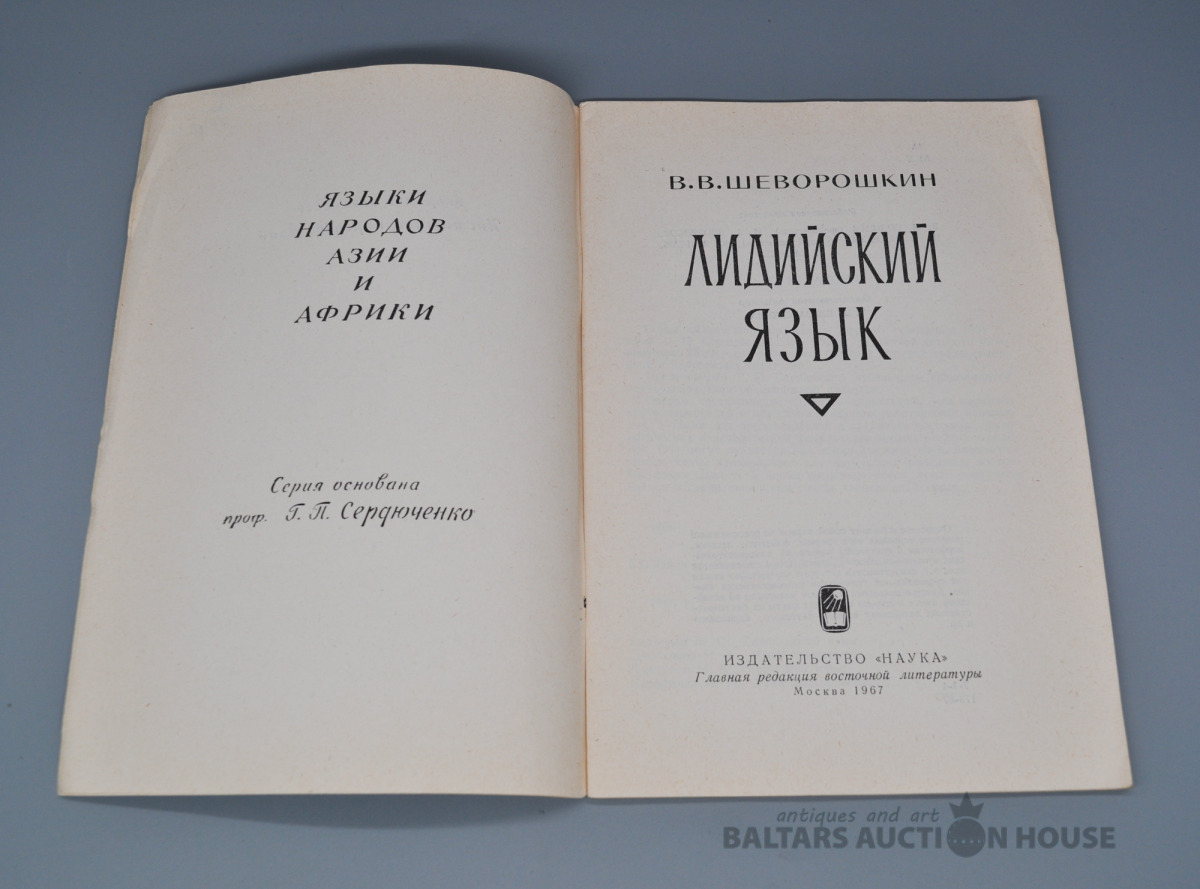 ЯЗЫКИ
НАРОДОВ
АЗИИ
И
АФРИКИ
Серия основана
проф. Г. П. Сердюченко
В. В. ШЕВОРОШКИН
ЛИДИЙСКИЙ
ЯЗЫК
ИЗДАТЕЛЬСТВО «НАУКА»
Главная редакция восточной литературы
Москва 1967
antiques and art
BALTARS AUCTION HOUSE